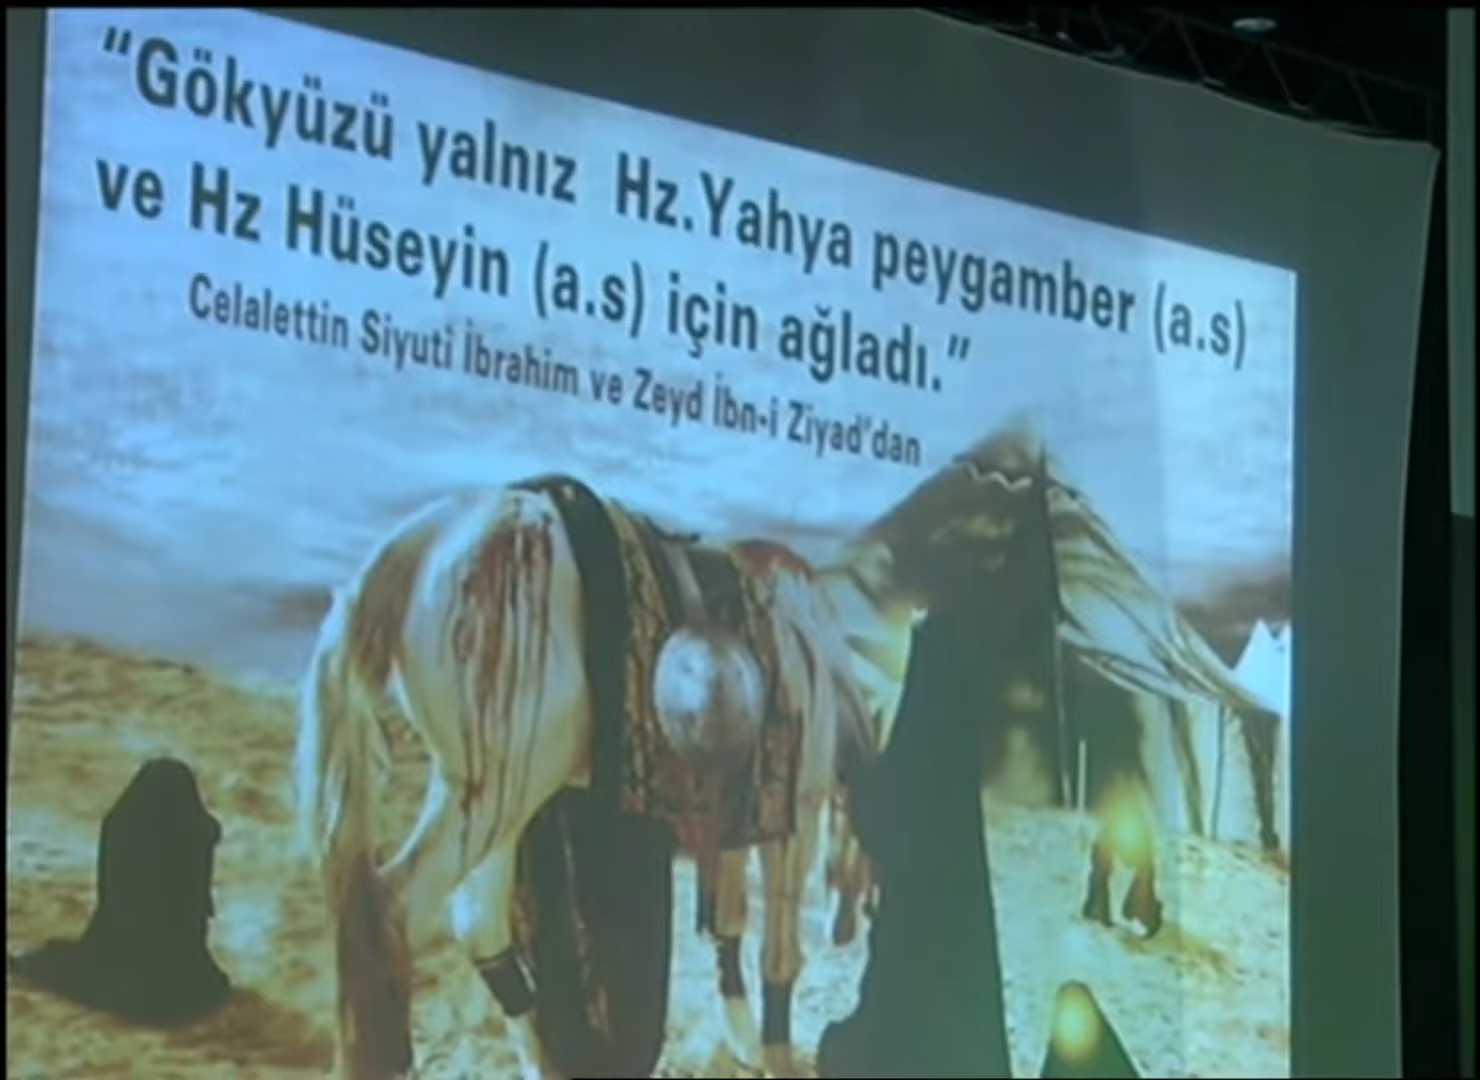 “Gökyüzü yalnız Hz.Yahya peygamber (a.s)
ve Hz Hüseyin (a.s) için ağladı.”
Celalettin Siyuti İbrahim ve Zeyd İbn-i Ziyad'dan